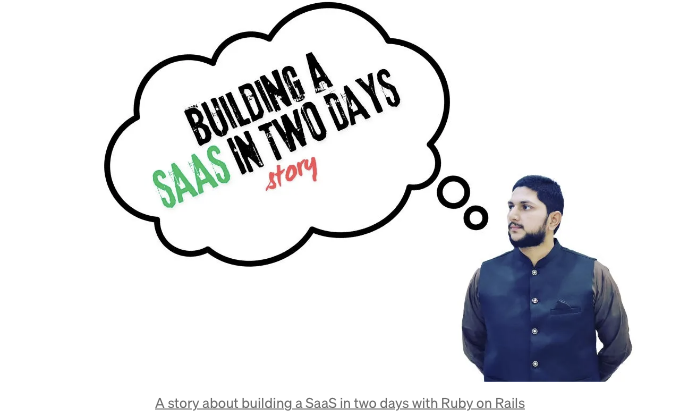 BUILDING A
SAAS IN TWO DAYS
story
A story about building a SaaS in two days with Ruby on Rails